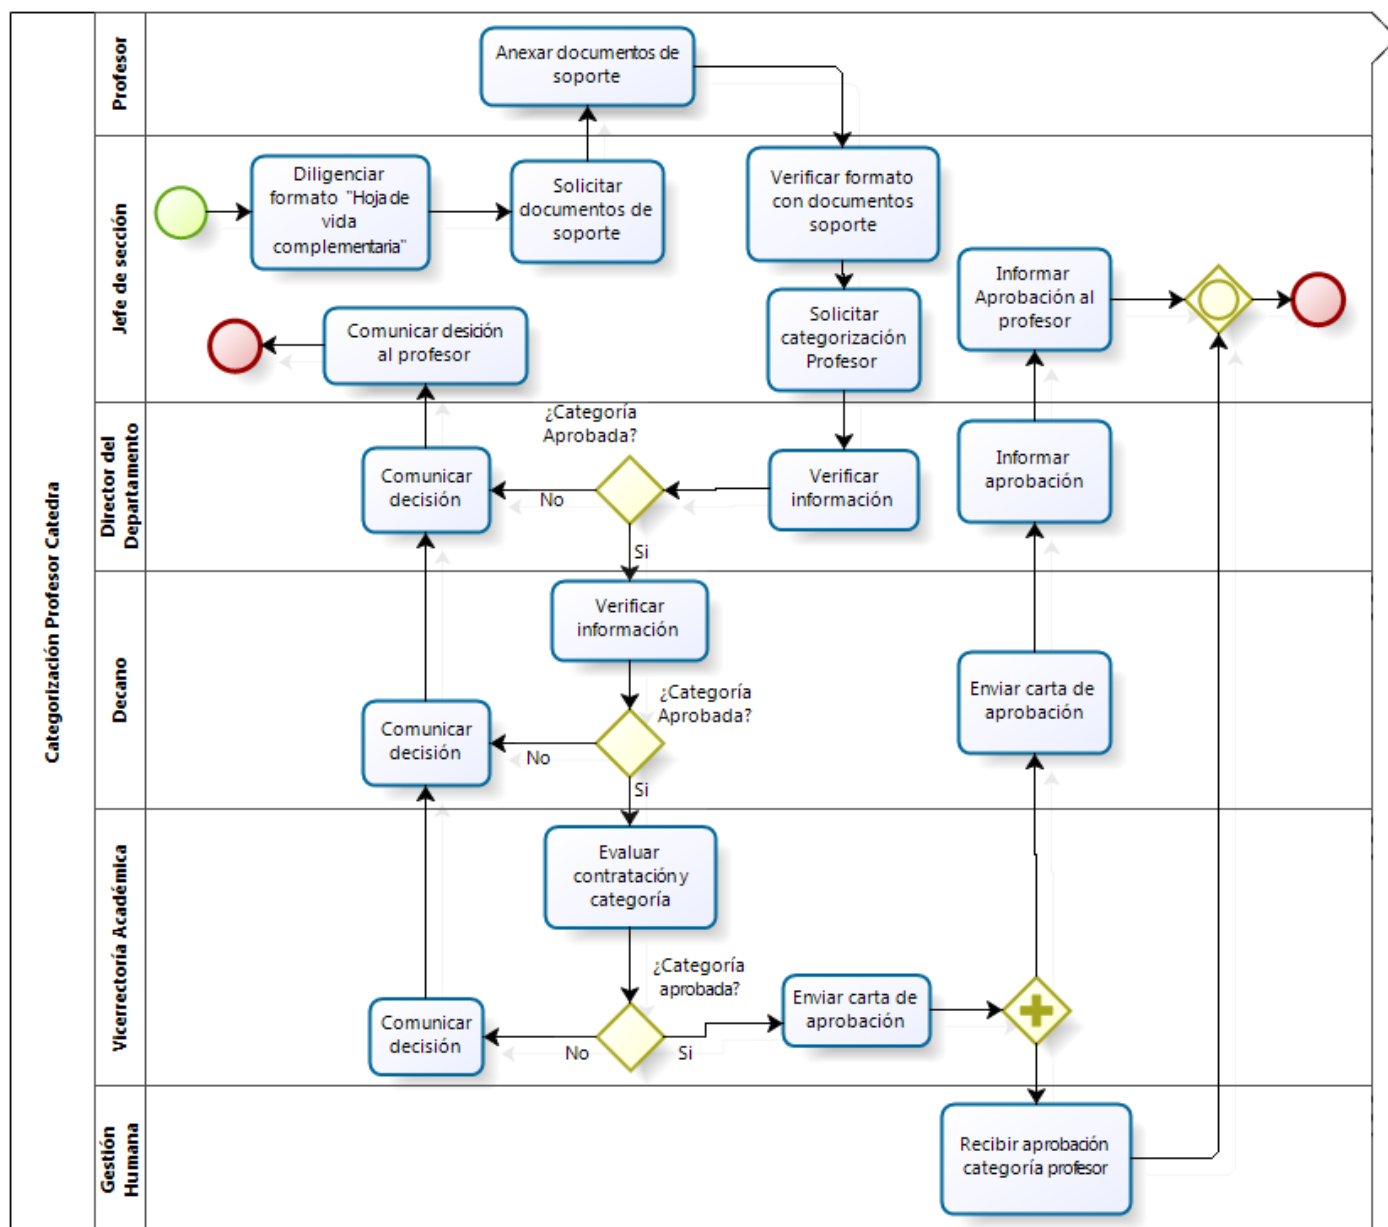 Categorización Profesor Catedra
Profesor
Anexar documentos de
soporte
Jefe de sección
Diligenciar
formato "Hoja de
vida
complementaria"
Solicitar
documentos de
soporte
Verificar formato
con documentos
soporte
Informar
Aprobación al
profesor
Solicitar
categorización
Profesor
Comunicar desición
al profesor
Director del
Departamento
¿Categoría
Aprobada?
Comunicar
decisión
No
Si
Verificar
información
Informar
aprobación
Decano
Verificar
información
¿Categoría
Aprobada?
Comunicar
decisión
No
Si
Enviar carta de
aprobación
Vicerrectoría Académica
Evaluar
contratación y
categoría
¿Categoría
aprobada?
Comunicar
decisión
No
Si
Enviar carta de
aprobación
Gestión
Humana
Recibir aprobación
categoría profesor